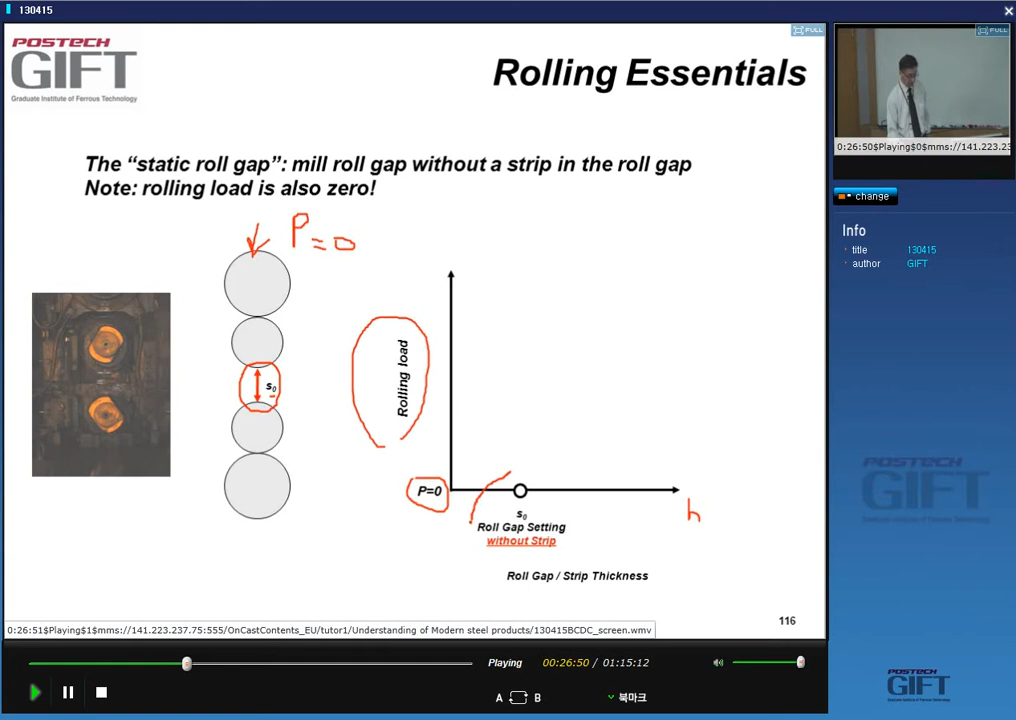 130415
POSTECH
GIFT
Graduate Institute of Ferrous Technology
Rolling Essentials
FULL
FULL
The “static roll gap”: mill roll gap without a strip in the roll gap
Note: rolling load is also zero!
P=0
s0
Rolling load
P=0
h
s0
Roll Gap Setting
without Strip
Roll Gap / Strip Thickness
116
0:26:50$Playing$0$mms://141.223.23
change
Info
title 130415
author GIFT
POSTECH
GIFT
0:26:51$Playing$1$mms://141.223.237.75:555/OnCastContents_EU/tutor1/Understanding of Modern steel products/130415BCDC_screen.wmv
Playing 00:26:50 / 01:15:12
A B 북마크
POSTECH
GIFT